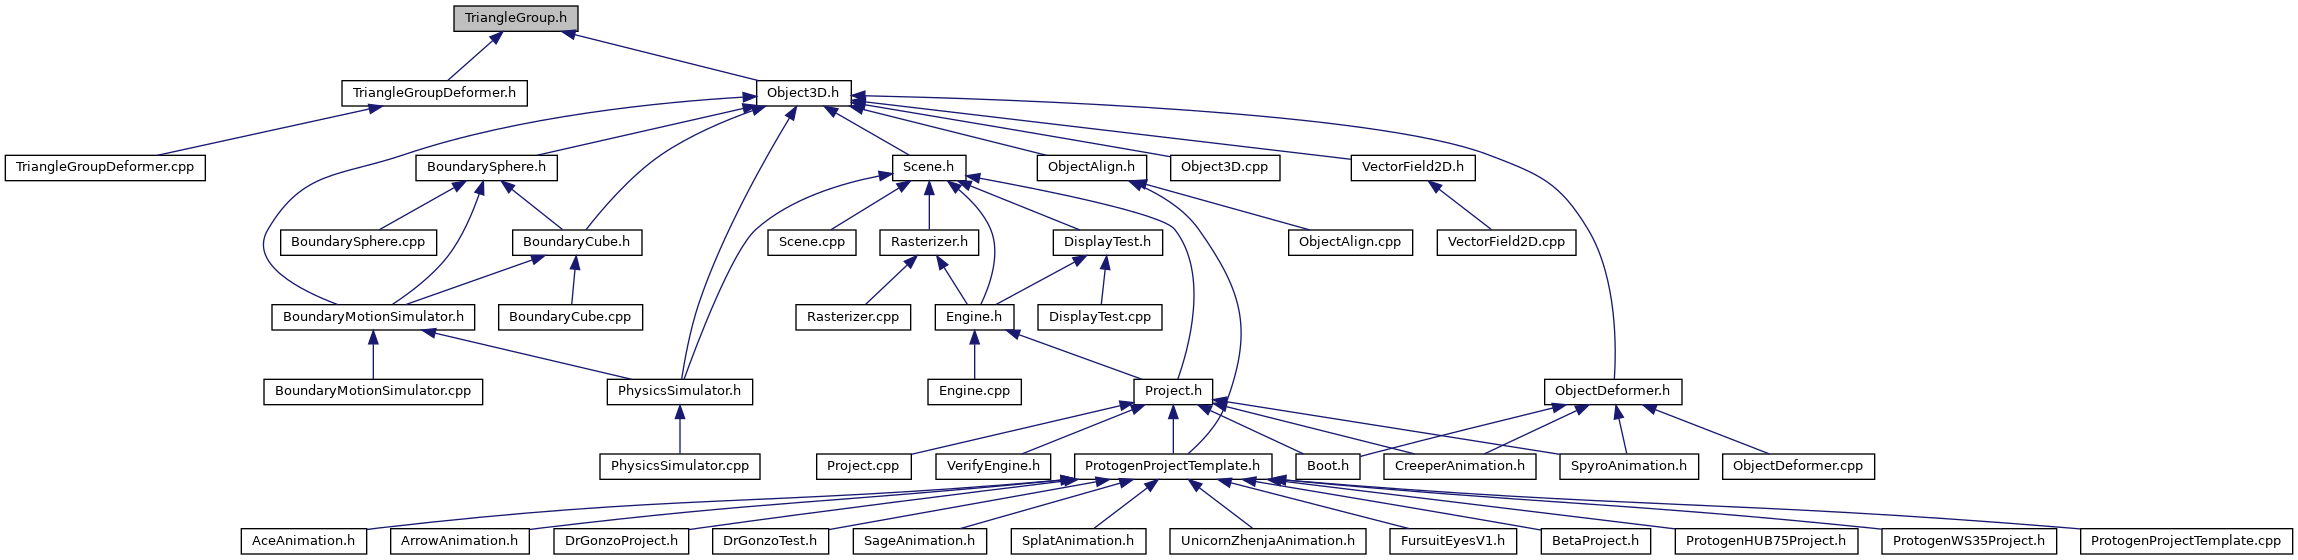 TriangleGroup.h
TriangleGroupDeformer.h
Object3D.h
TriangleGroupDeformer.cpp
BoundarySphere.h
Scene.h
ObjectAlign.h
Object3D.cpp
VectorField2D.h
BoundarySphere.cpp
BoundaryCube.h
Scene.cpp
Rasterizer.h
DisplayTest.h
ObjectAlign.cpp
VectorField2D.cpp
BoundaryMotionSimulator.h
BoundaryCube.cpp
Rasterizer.cpp
Engine.h
DisplayTest.cpp
BoundaryMotionSimulator.cpp
PhysicsSimulator.h
Engine.cpp
Project.h
ObjectDeformer.h
PhysicsSimulator.cpp
Project.cpp
VerifyEngine.h
ProtogenProjectTemplate.h
Boot.h
CreeperAnimation.h
SpyroAnimation.h
ObjectDeformer.cpp
AceAnimation.h
ArrowAnimation.h
DrGonzoProject.h
DrGonzoTest.h
SageAnimation.h
SplatAnimation.h
UnicornZhenjaAnimation.h
FursuitEyesV1.h
BetaProject.h
ProtogenHUB75Project.h
ProtogenWS35Project.h
ProtogenProjectTemplate.cpp